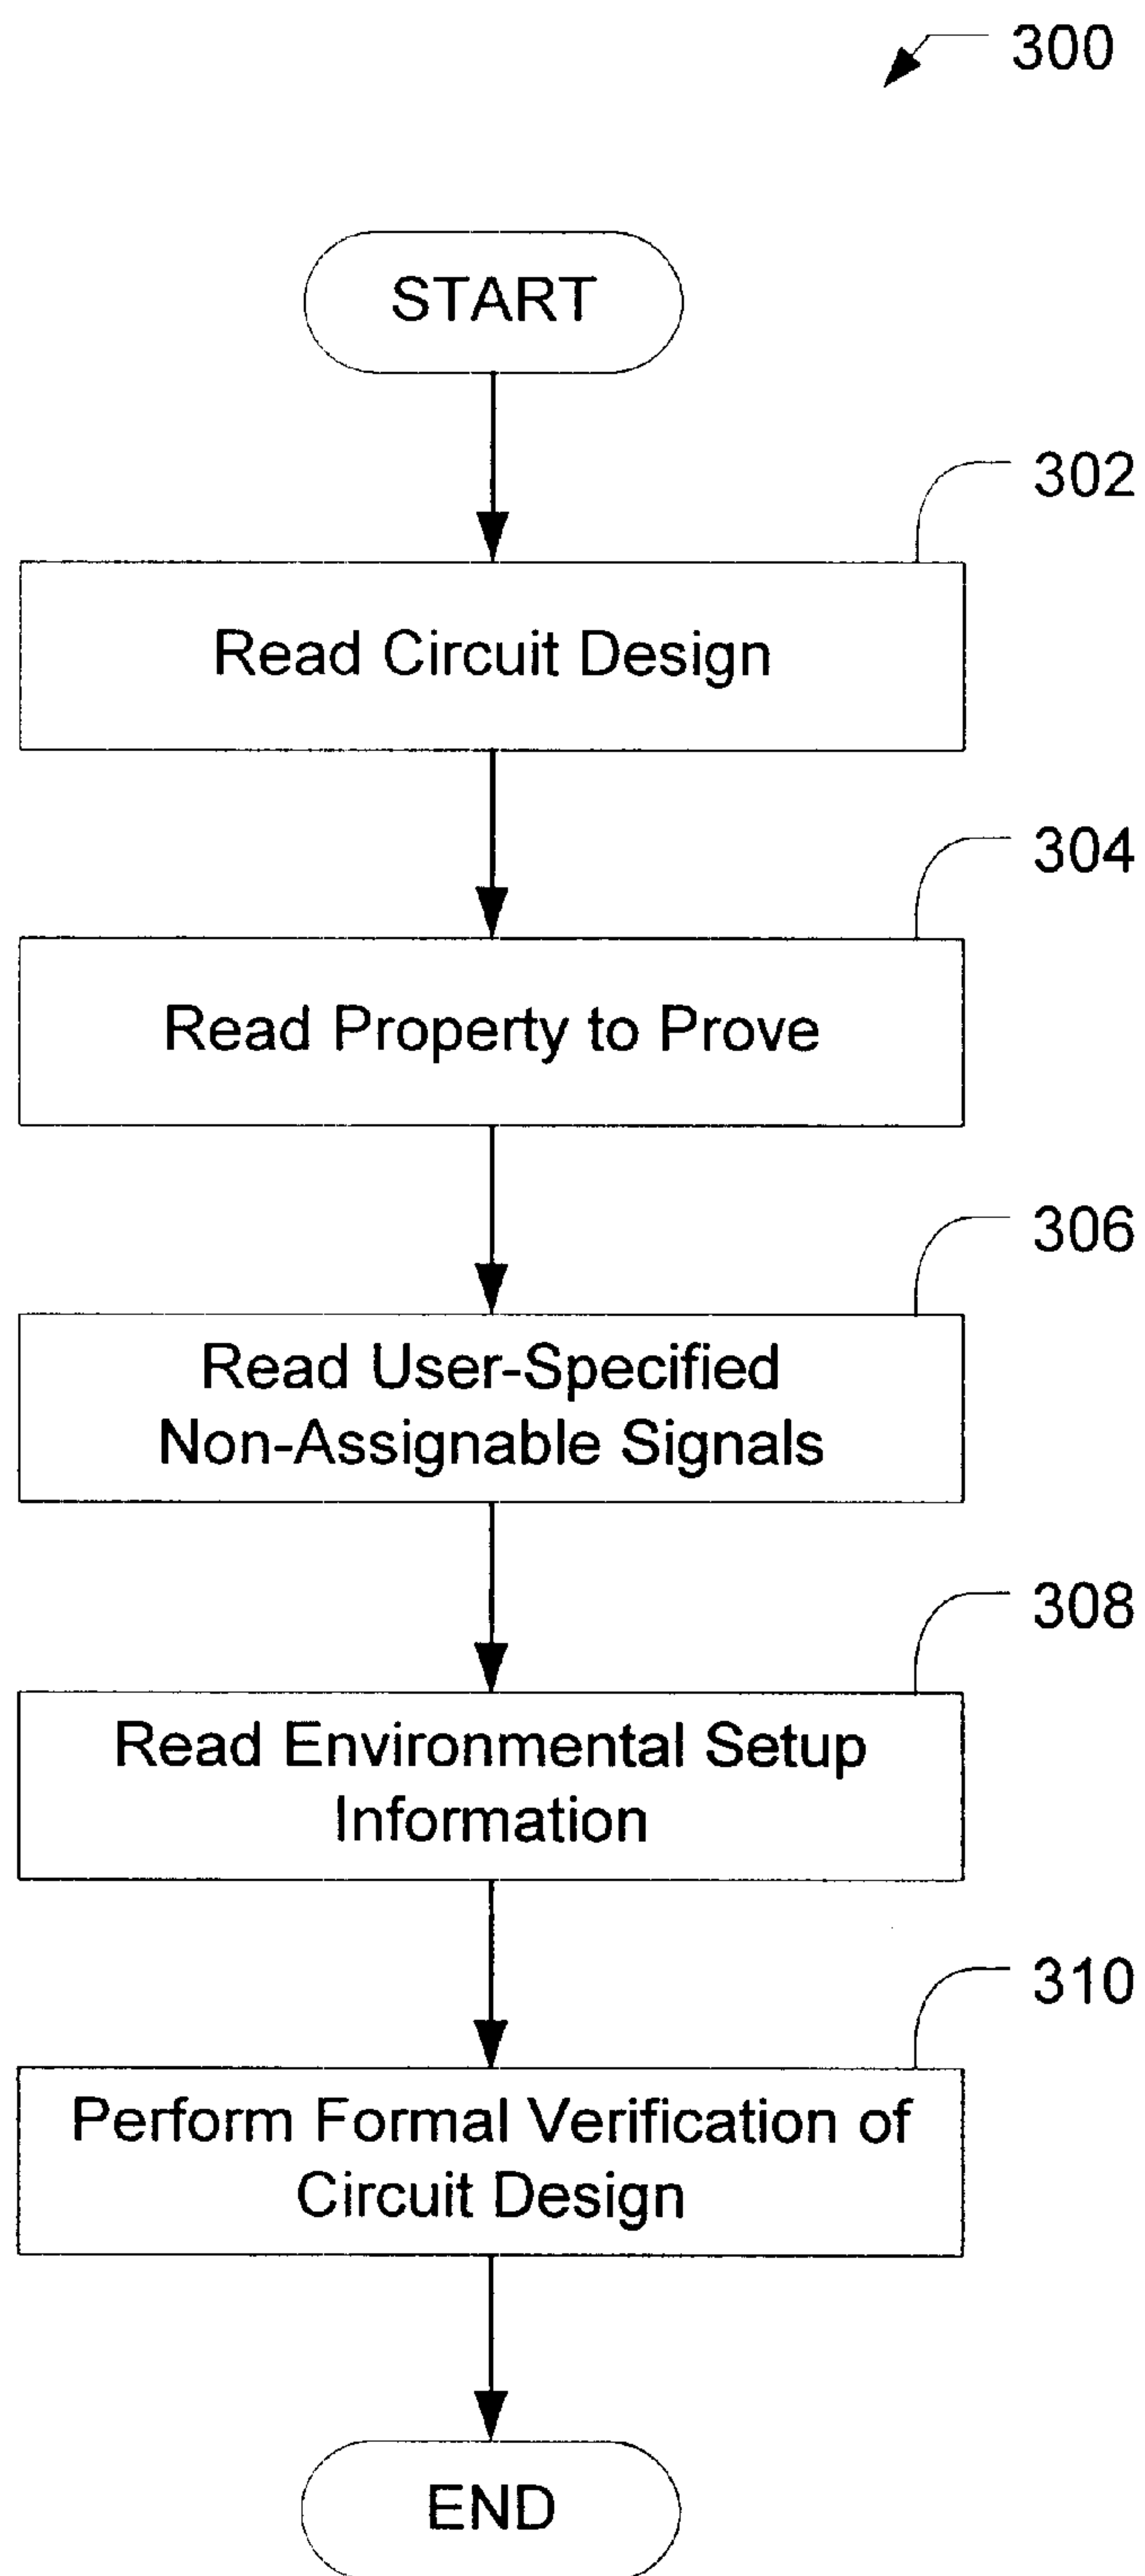 300
START
302
Read Circuit Design
304
Read Property to Prove
306
Read User-Specified
Non-Assignable Signals
308
Read Environmental Setup
Information
310
Perform Formal Verification of
Circuit Design
END